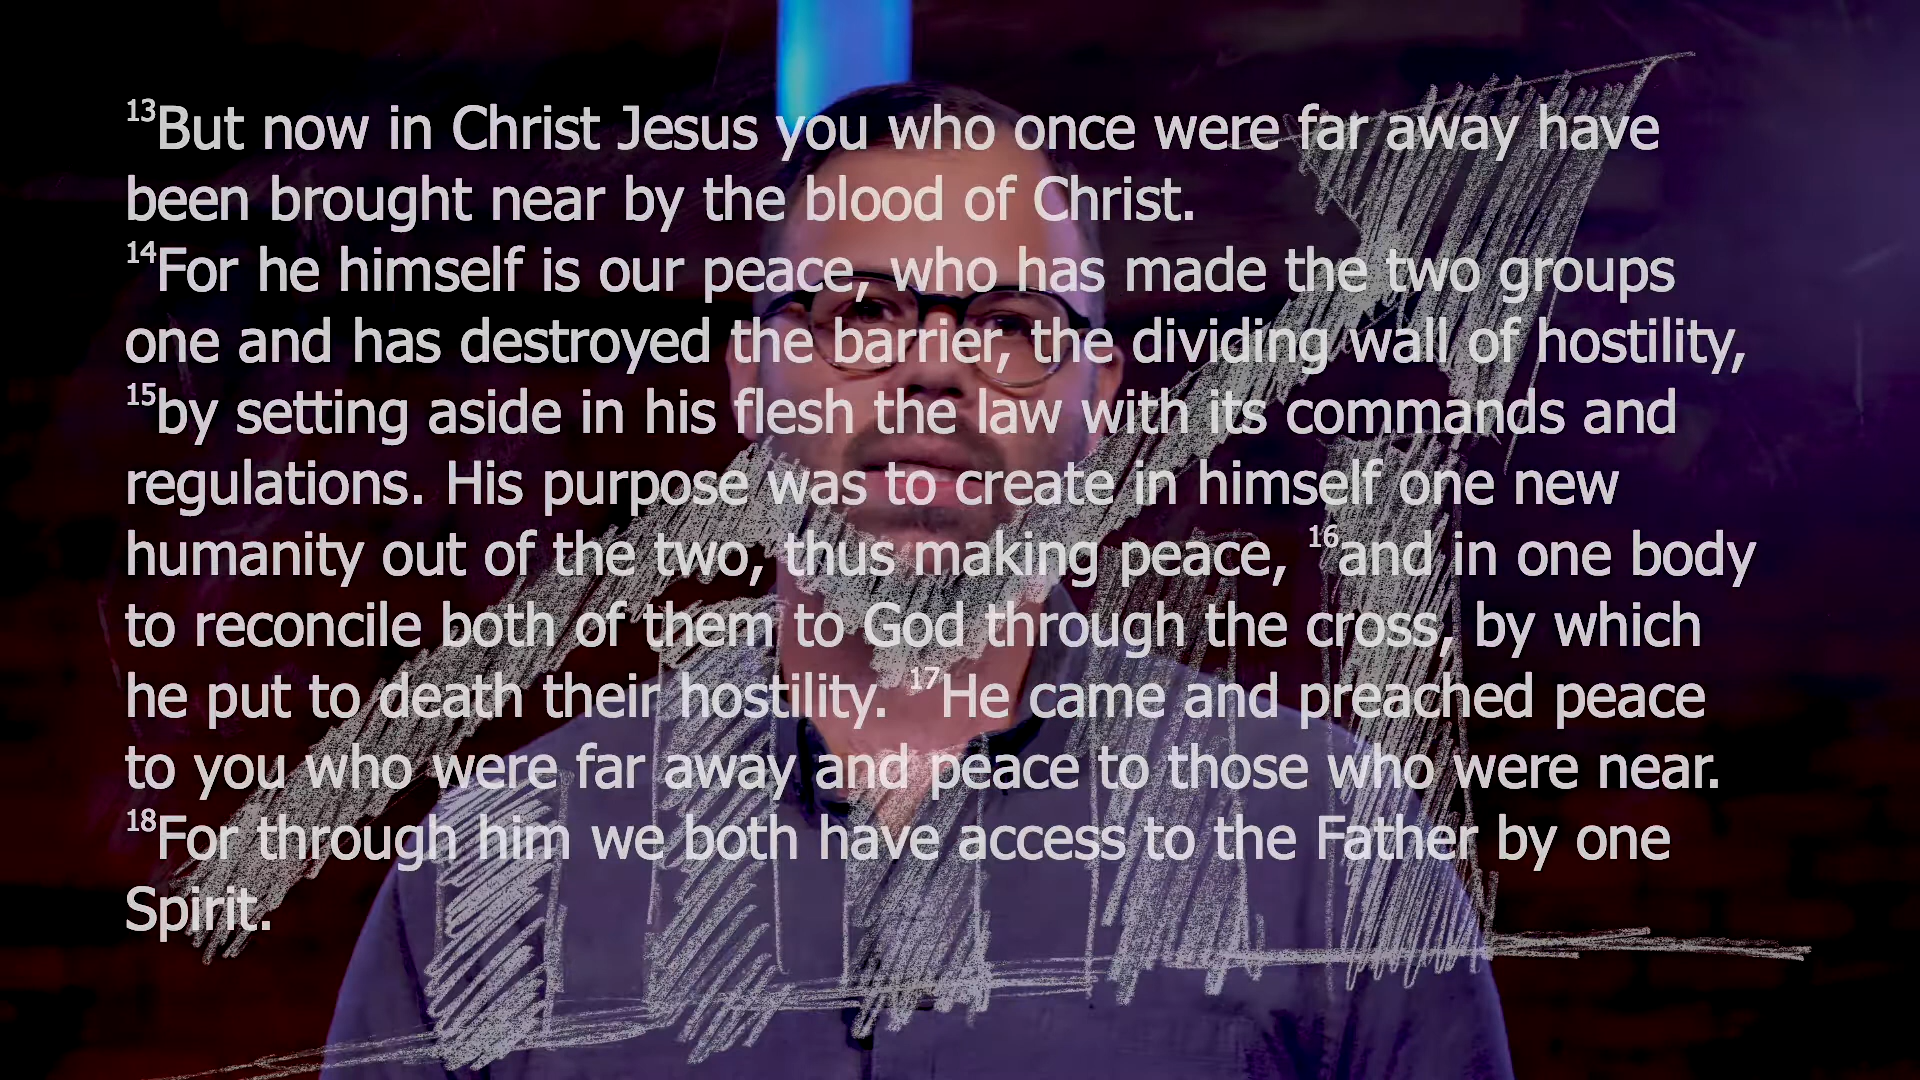 13But now in Christ Jesus you who once were far away have
been brought near by the blood of Christ.
14For he himself is our peace, who has made the two groups
one and has destroyed the barrier, the dividing wall of hostility,
15by setting aside in his flesh the law with its commands and
regulations. His purpose was to create in himself one new
humanity out of the two, thus making peace, 16and in one body
to reconcile both of them to God through the cross, by which
he put to death their hostility. 17He came and preached peace
to you who were far away and peace to those who were near.
18For through him we both have access to the Father by one
Spirit.